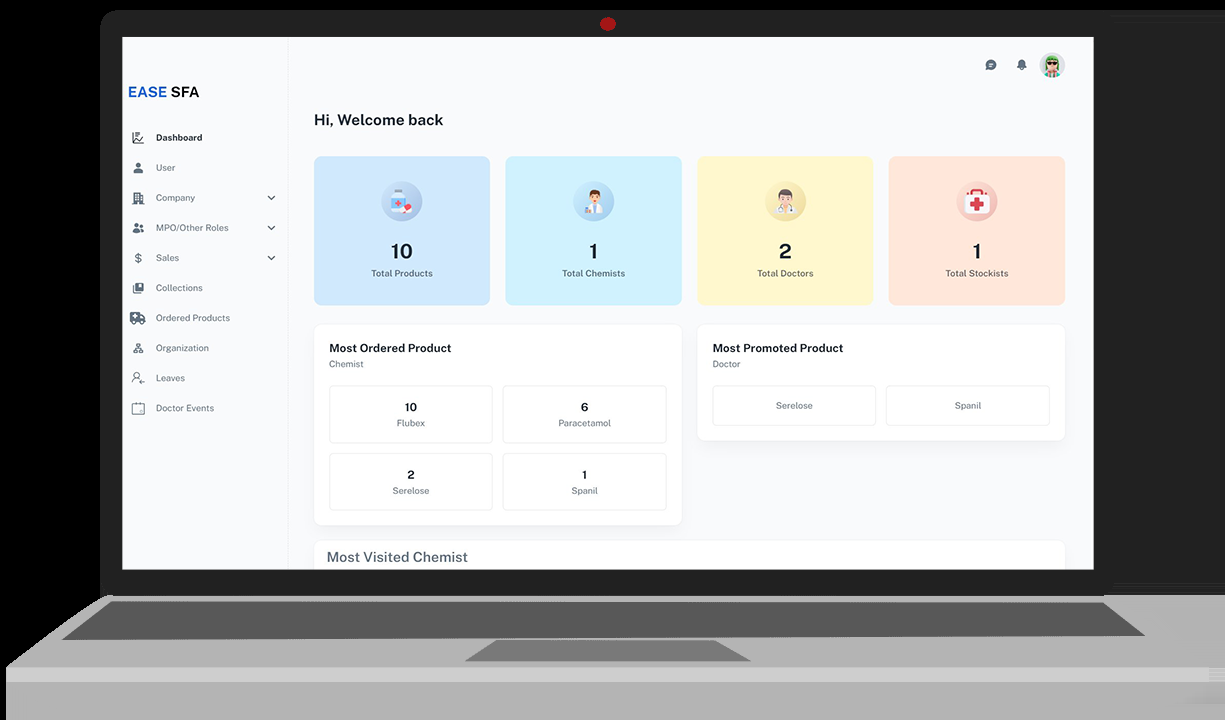 EASE SFA
Dashboard
User
Company
MPO/Other Roles
Sales
Collections
Ordered Products
Organization
Leaves
Doctor Events
Hi, Welcome back
10
Total Products
1
Total Chemists
2
Total Doctors
1
Total Stockists
Most Ordered Product
Chemist
10
Flubex
6
Paracetamol
2
Serelose
1
Spanil
Most Promoted Product
Doctor
Serelose
Spanil
Most Visited Chemist